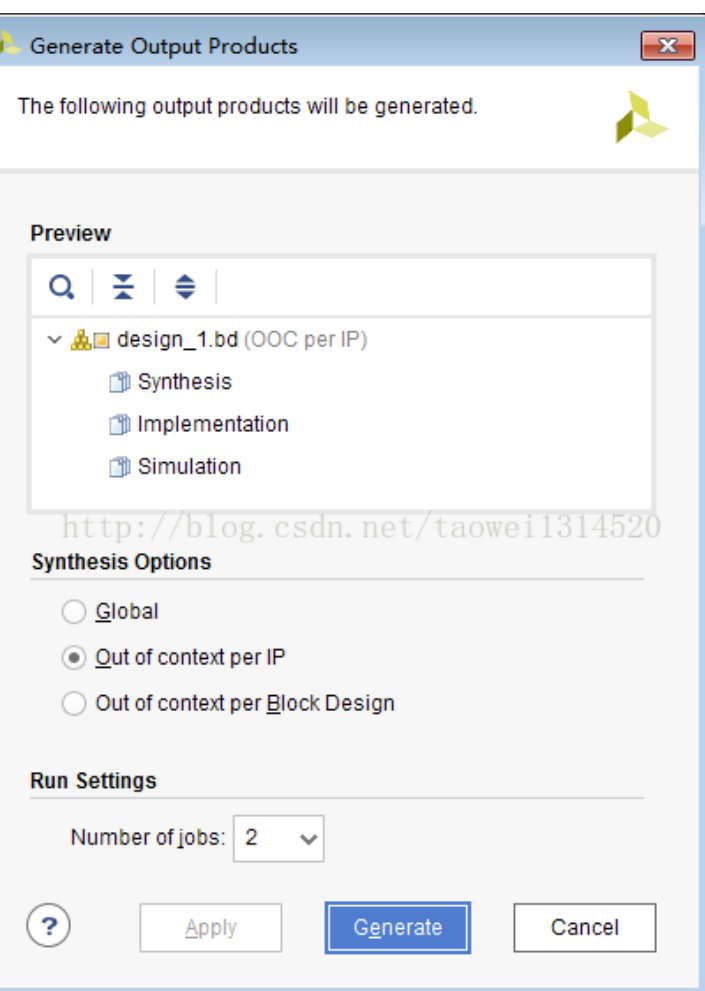 Generate Output Products
The following output products will be generated.
Preview
design_1.bd (OOC per IP)
Synthesis
Implementation
Simulation
http://blog.csdn.net/taowei1314520
Synthesis Options
Global
Out of context per IP
Out of context per Block Design
Run Settings
Number of jobs: 2
? Apply Generate Cancel